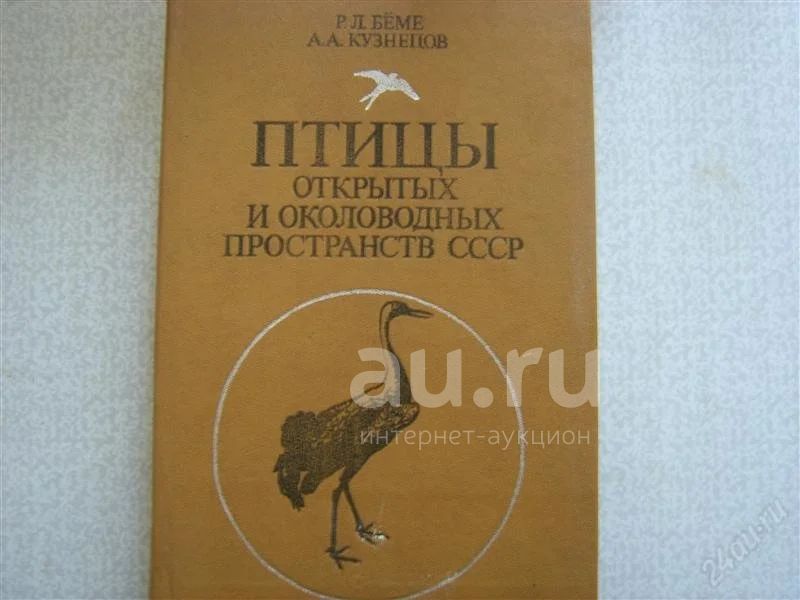 Р. Л. БЁМЕ
А. А. КУЗНЕЦОВ
ПТИЦЫ
ОТКРЫТЫХ
И ОКОЛОВОДНЫХ
ПРОСТРАНСТВ СССР
au.ru
интернет-аукцион
24au.ru